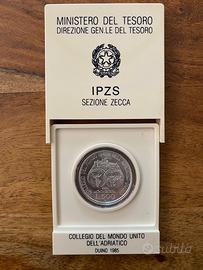 MINISTERO DEL TESORO
DIREZIONE GEN.LE DEL TESORO
IPZS
SEZIONE ZECCA
COLLEGIO DEL MONDO UNITO
DELL'ADRIATICO
DUINO 1985
subito